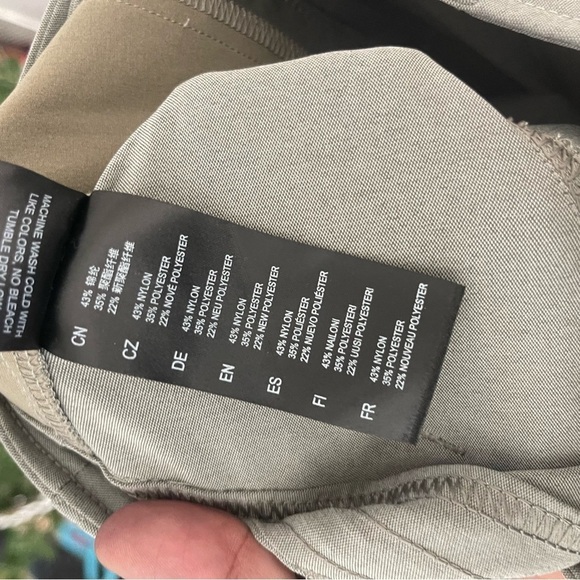 MACHINE WASH COLD WITH
LIKE COLORS. NO BLEACH
CN
43% 锦纶
35% 聚酯纤维
22% 新聚酯纤维
CZ
43% NYLON
35% POLYESTER
22% NOVÉ POLYESTER
DE
43% NYLON
35% POLYESTER
22% NEU POLYESTER
EN
43% NYLON
35% POLYESTER
22% NEW POLYESTER
ES
43% NYLON
35% POLIÉSTER
22% NUEVO POLIÉSTER
FI
43% NAILONI
35% POLYESTERI
22% UUSI POLYESTERI
FR
43% NYLON
35% POLYESTER
22% NOUVEAU POLYESTER